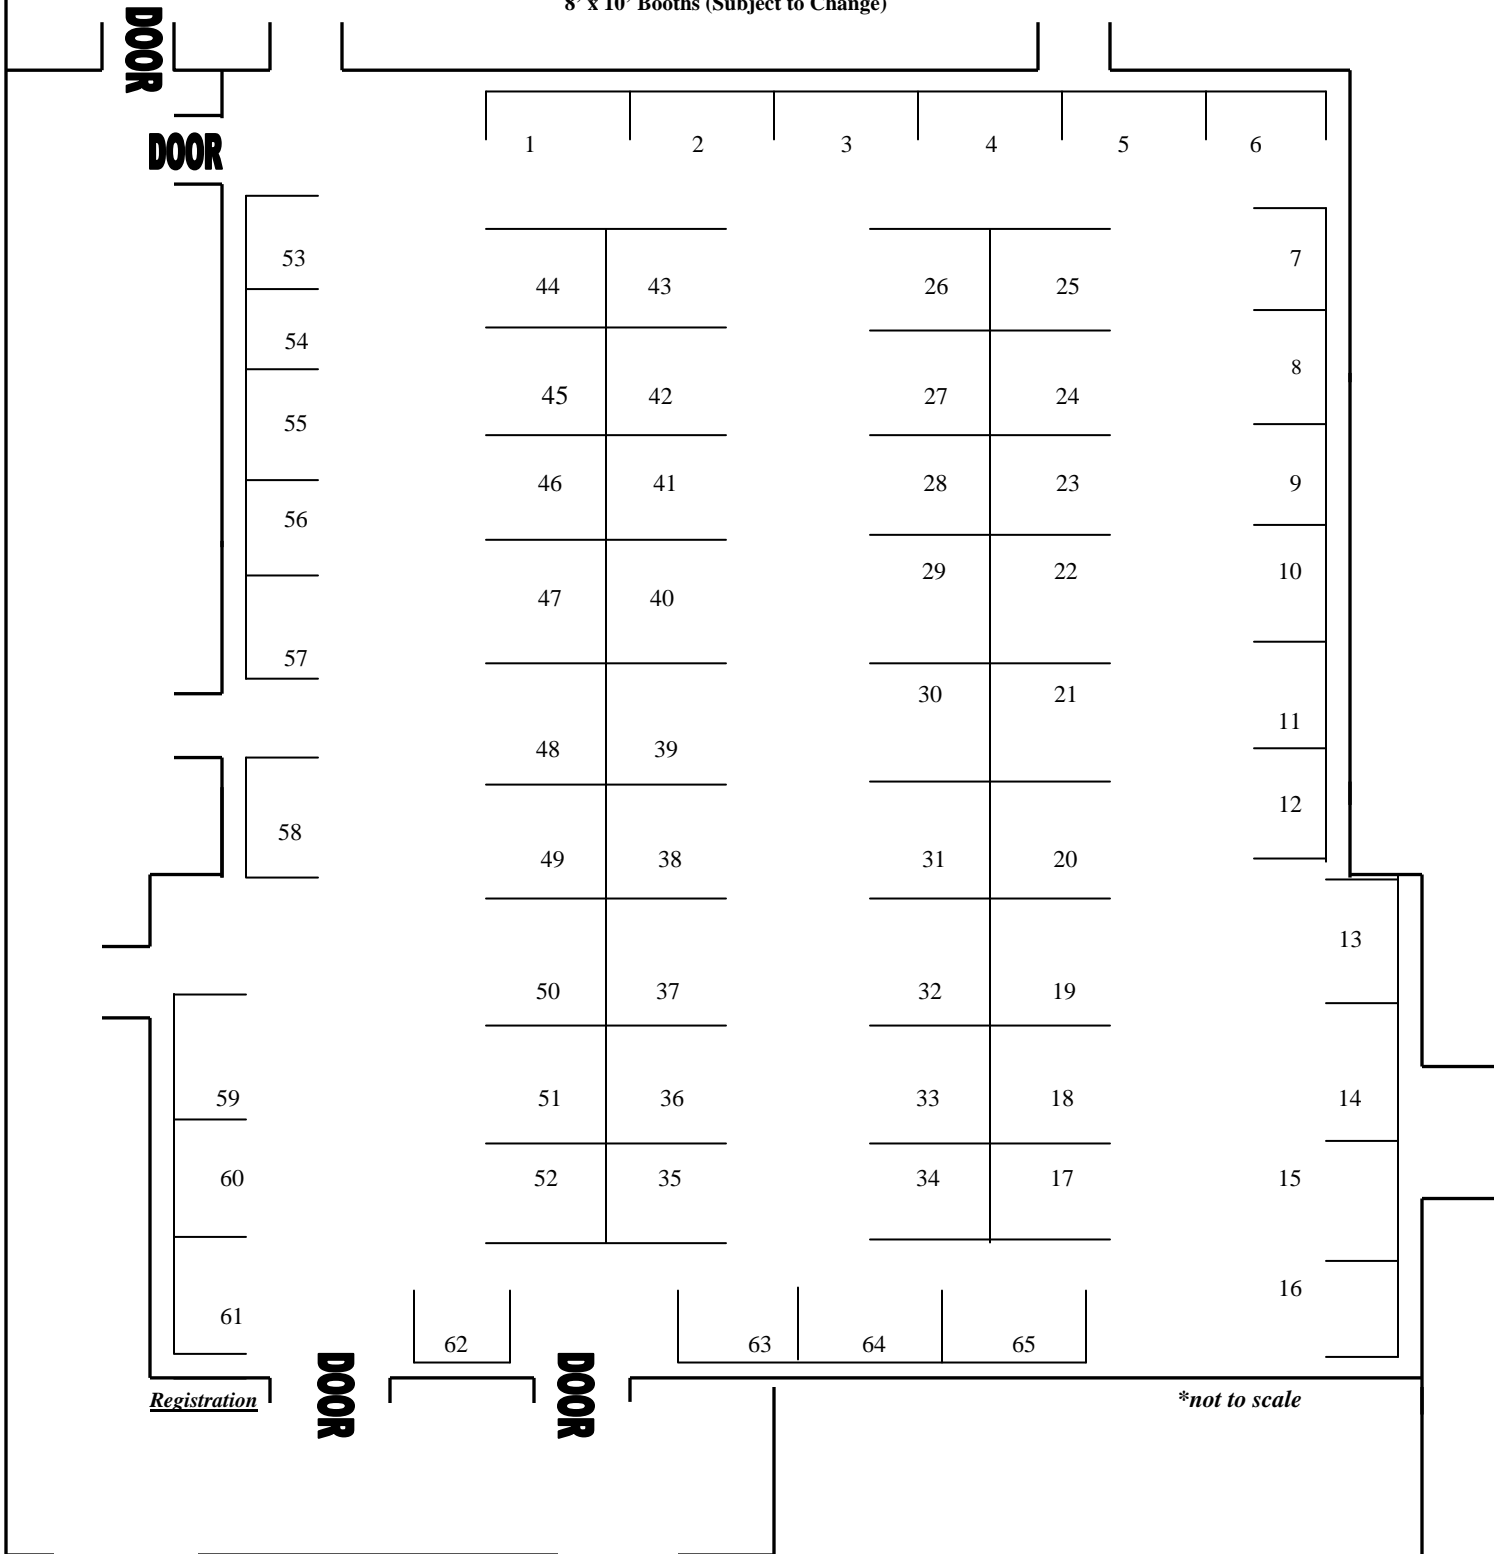 8' x 10' Booths (Subject to Change)
DOOR
DOOR
1 2 3 4 5 6
53 7
44 43 26 25
54 8
45 42 27 24
55
46 41 28 23 9
56
29 22 10
47 40
57
30 21
11
48 39
12
58
49 38 31 20
13
50 37 32 19
59 51 36 33 18 14
60 52 35 34 17 15
16
61
62 63 64 65
DOOR DOOR
Registration *not to scale